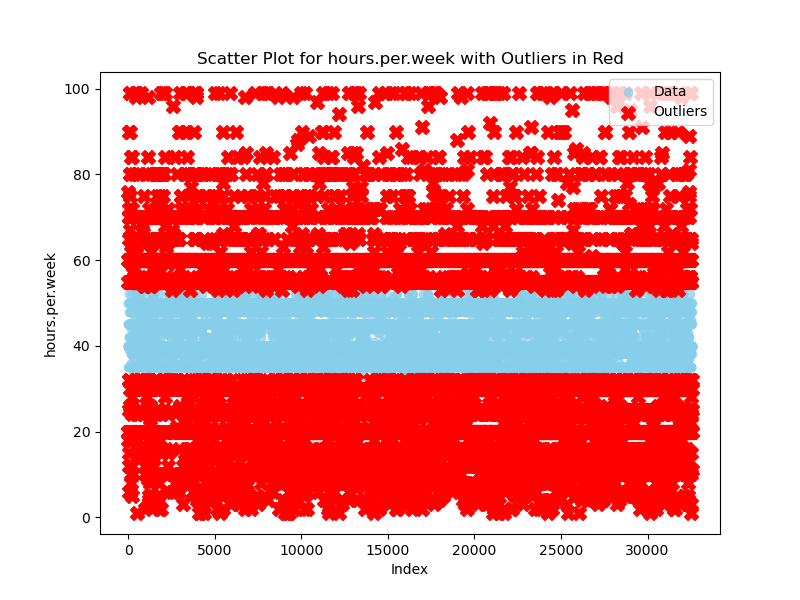 Scatter Plot for hours.per.week with Outliers in Red
Data
Outliers
100
80
60
40
20
0
hours.per.week
0 5000 10000 15000 20000 25000 30000
Index